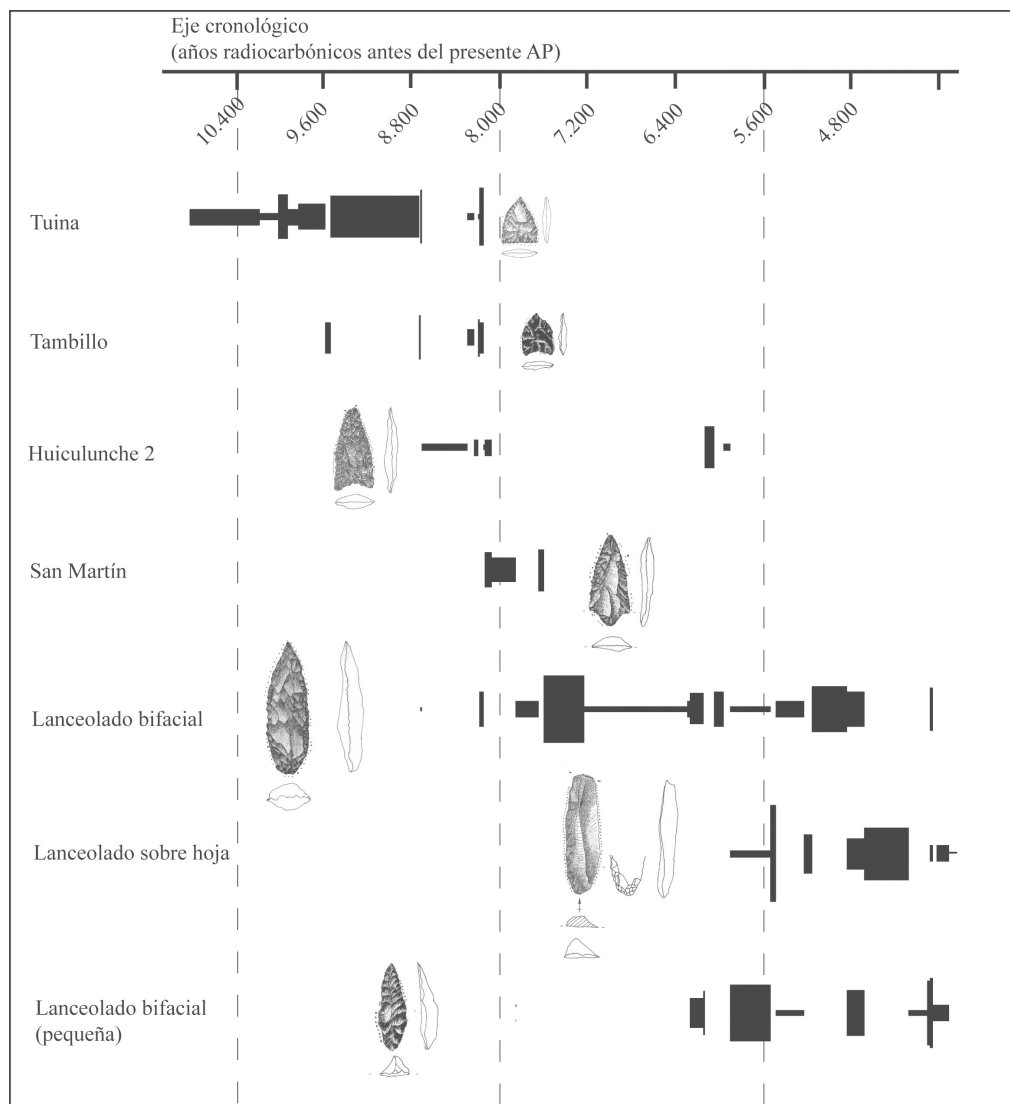 Eje cronológico
(años radiocarbónicos antes del presente AP)
10.400
9.600
8.800
8.000
7.200
6.400
5.600
4.800
Tuina
Tambillo
Huiculunche 2
San Martín
Lanceolado bifacial
Lanceolado sobre hoja
Lanceolado bifacial
(pequeña)